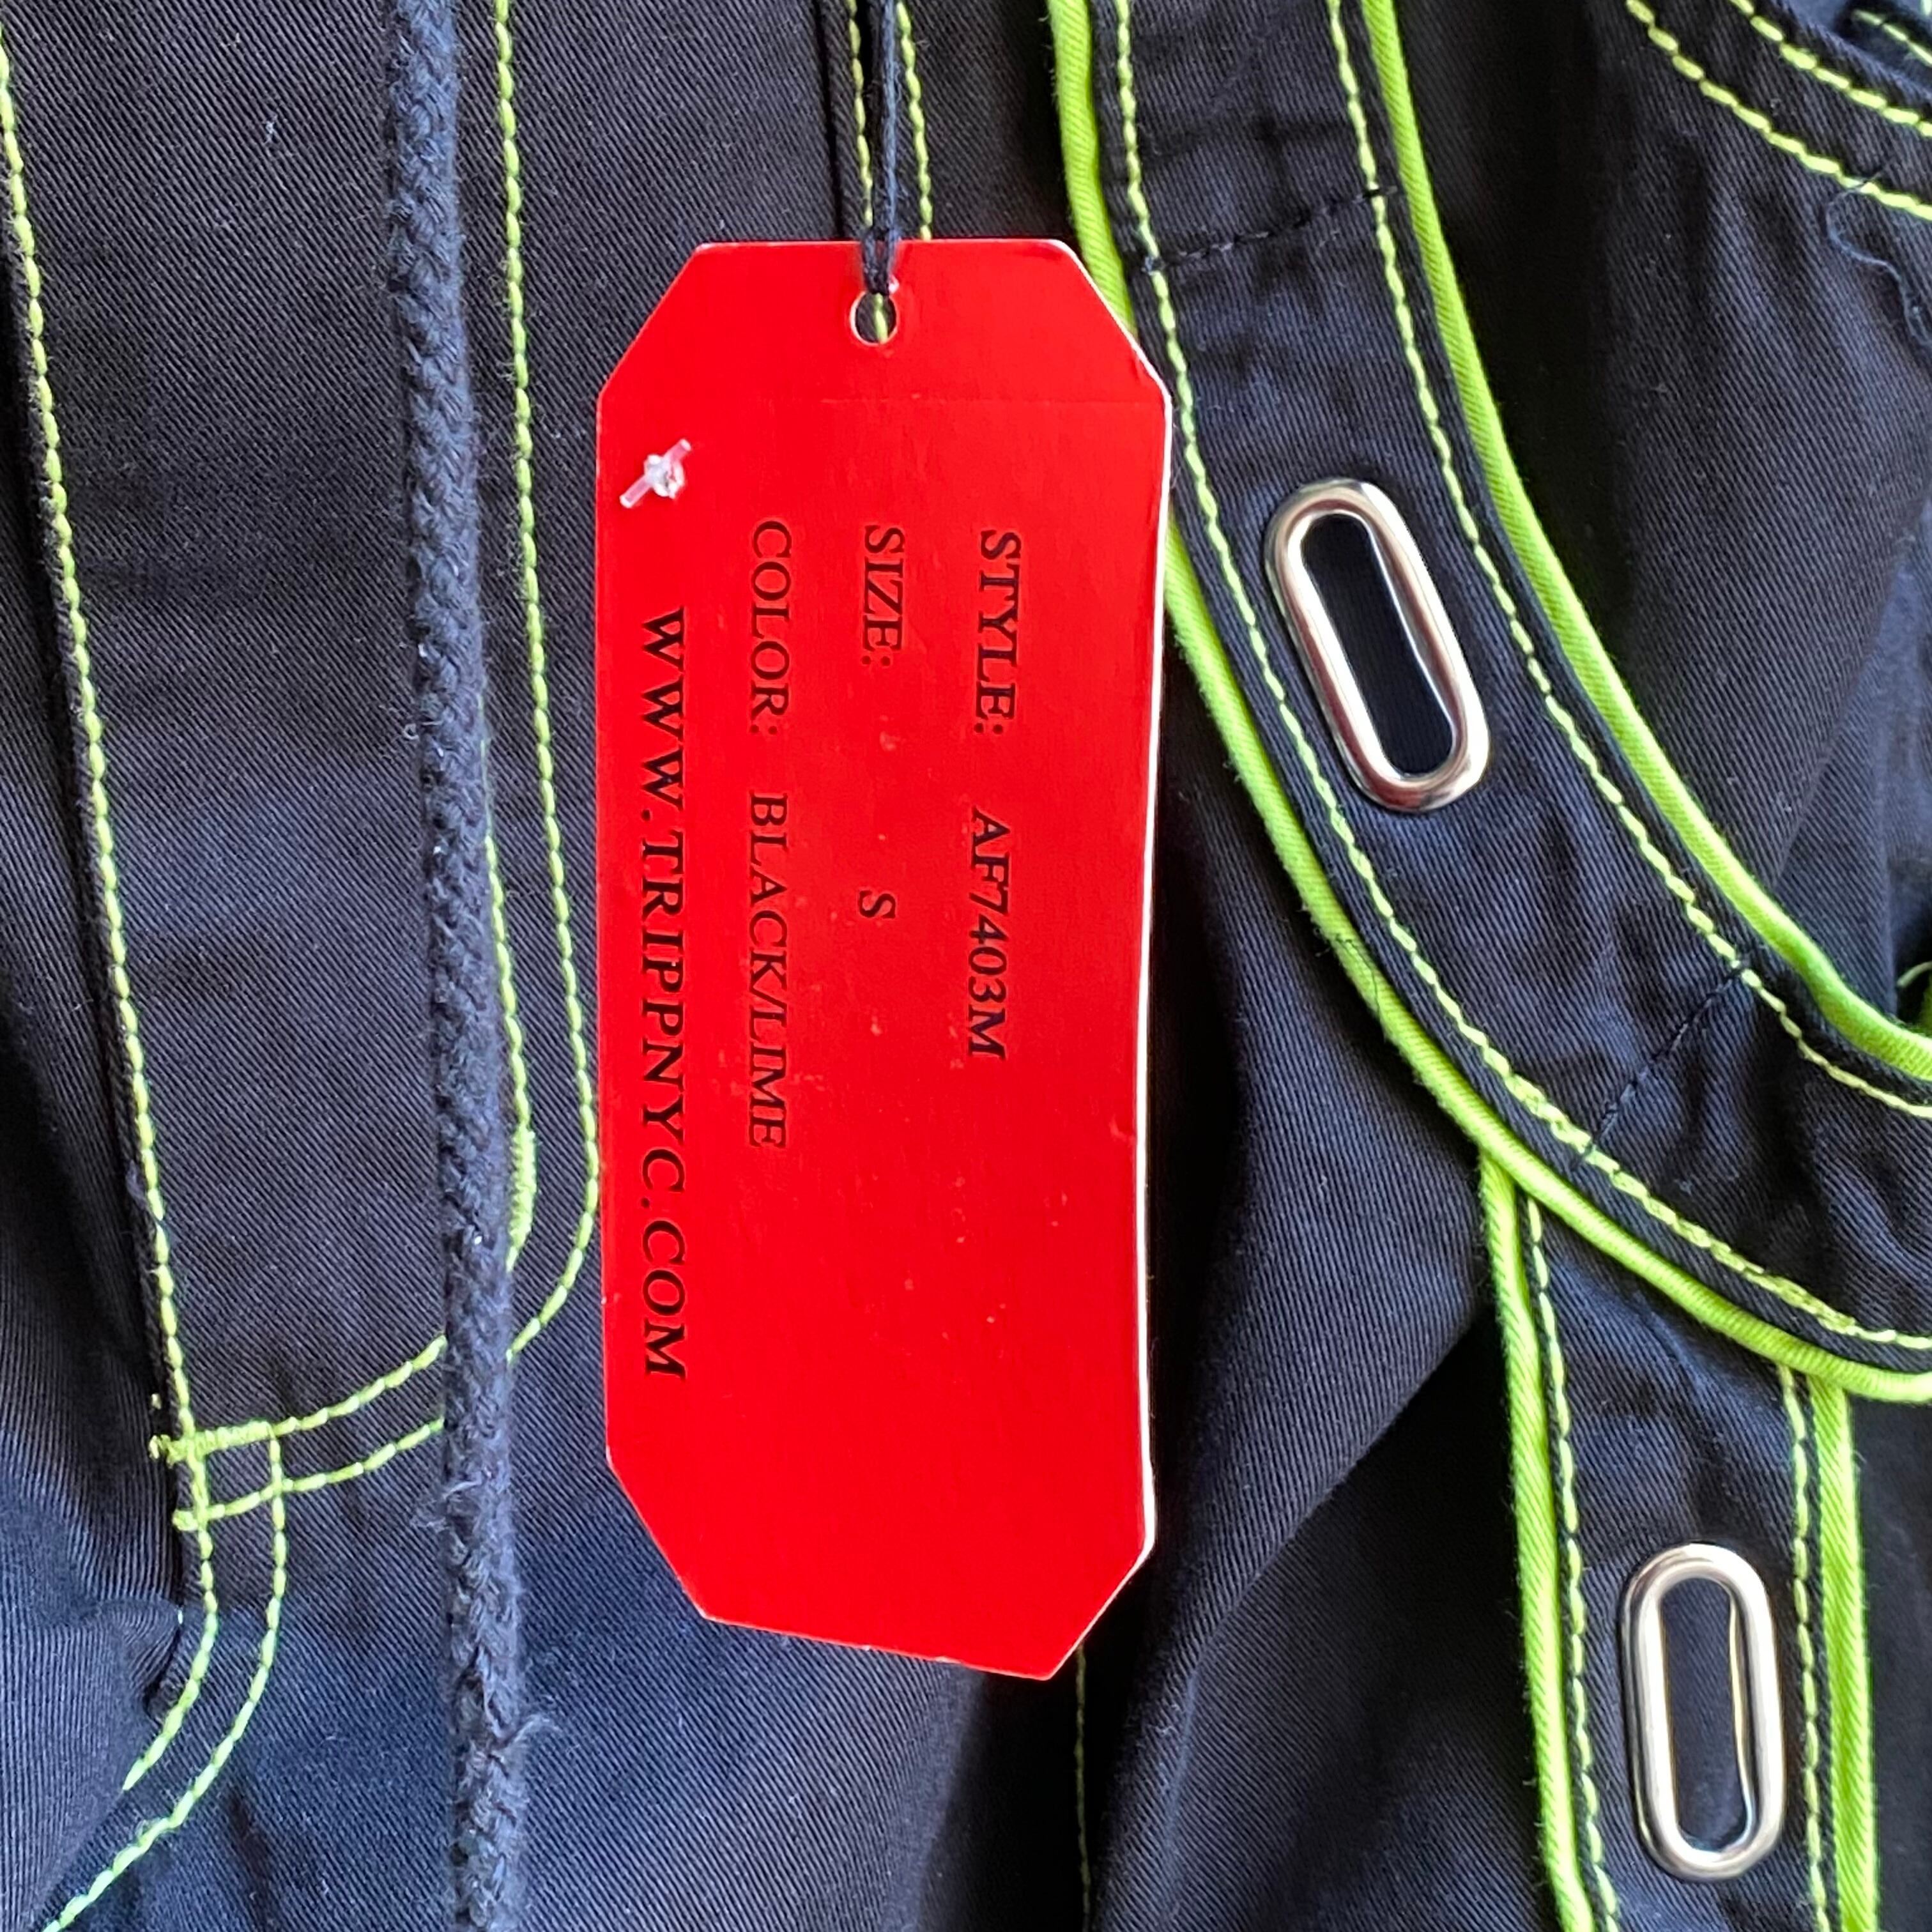 STYLE: AF7403M
SIZE: S
COLOR: BLACK/LIME
WWW.TRIPPNYC.COM